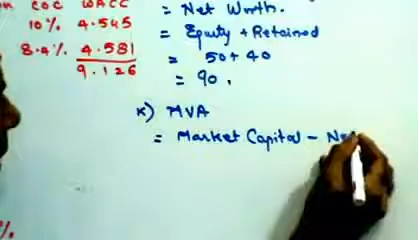 COC WACC
10% 4.545
8.4% 4.581
9.126
= Net Worth.
= Equity + Retained
= 50 + 40
= 90.
K) MVA
= Market Capital - Ne